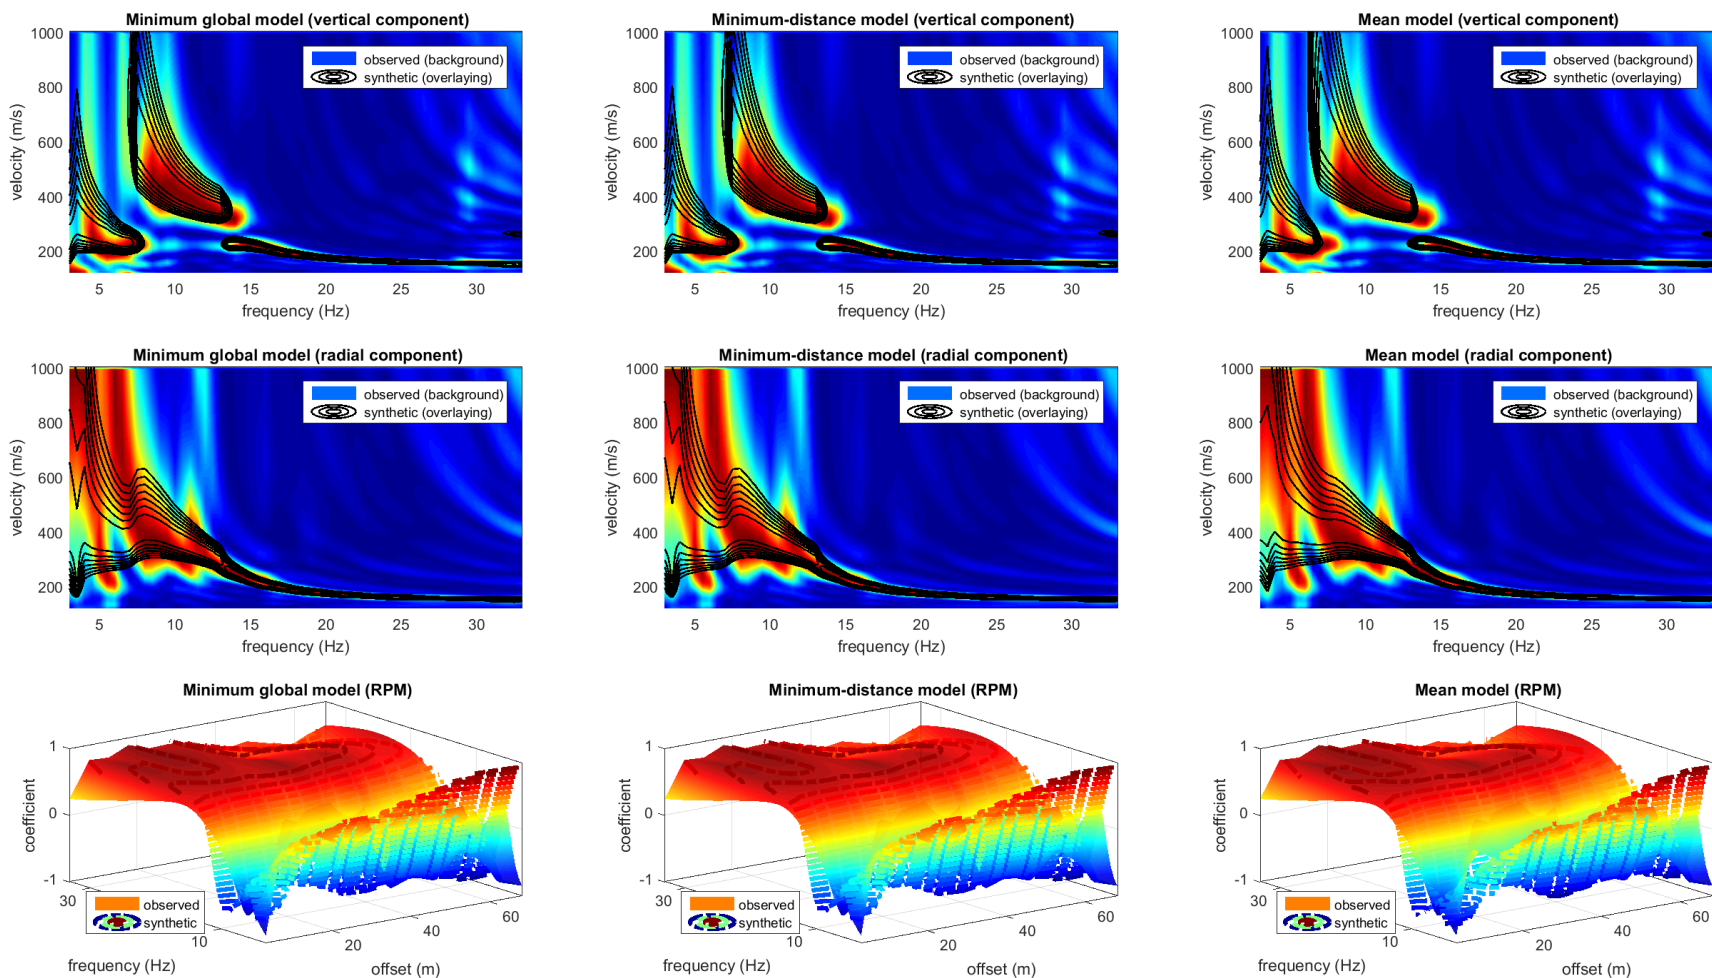 Minimum global model (vertical component)
1000
800
600
400
200
velocity (m/s)
5
10
15
20
25
30
frequency (Hz)
observed (background)
synthetic (overlaying)
Minimum-distance model (vertical component)
1000
800
600
400
200
velocity (m/s)
5
10
15
20
25
30
frequency (Hz)
observed (background)
synthetic (overlaying)
Mean model (vertical component)
1000
800
600
400
200
velocity (m/s)
5
10
15
20
25
30
frequency (Hz)
observed (background)
synthetic (overlaying)
Minimum global model (radial component)
1000
800
600
400
200
velocity (m/s)
5
10
15
20
25
30
frequency (Hz)
observed (background)
synthetic (overlaying)
Minimum-distance model (radial component)
1000
800
600
400
200
velocity (m/s)
5
10
15
20
25
30
frequency (Hz)
observed (background)
synthetic (overlaying)
Mean model (radial component)
1000
800
600
400
200
velocity (m/s)
5
10
15
20
25
30
frequency (Hz)
observed (background)
synthetic (overlaying)
Minimum global model (RPM)
1
0
-1
coefficient
30
10
frequency (Hz)
20
40
60
offset (m)
observed
synthetic
Minimum-distance model (RPM)
1
0
-1
coefficient
30
10
frequency (Hz)
20
40
60
offset (m)
observed
synthetic
Mean model (RPM)
1
0
-1
coefficient
30
10
frequency (Hz)
20
40
60
offset (m)
observed
synthetic